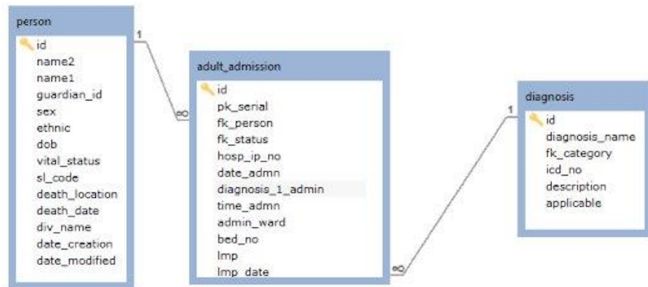 person
id
name2
name1
guardian_id
sex
ethnic
dob
vital_status
sl_code
death_location
death_date
div_name
date_creation
date_modified
1
∞
adult_admission
id
pk_serial
fk_person
fk_status
hosp_ip_no
date_admn
diagnosis_1_admin
time_admn
admin_ward
bed_no
lmp
lmp_date
∞
1
diagnosis
id
diagnosis_name
fk_category
icd_no
description
applicable